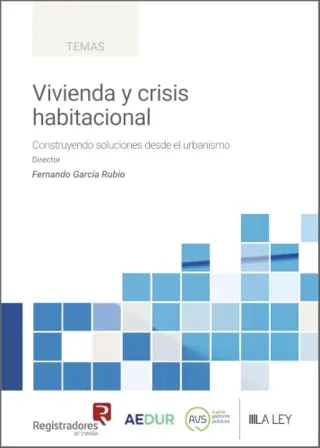 TEMAS
Vivienda y crisis
habitacional
Construyendo soluciones desde el urbanismo
Director
Fernando García Rubio
Registradores
DE ESPAÑA
AEDUR
AVS
LA LEY